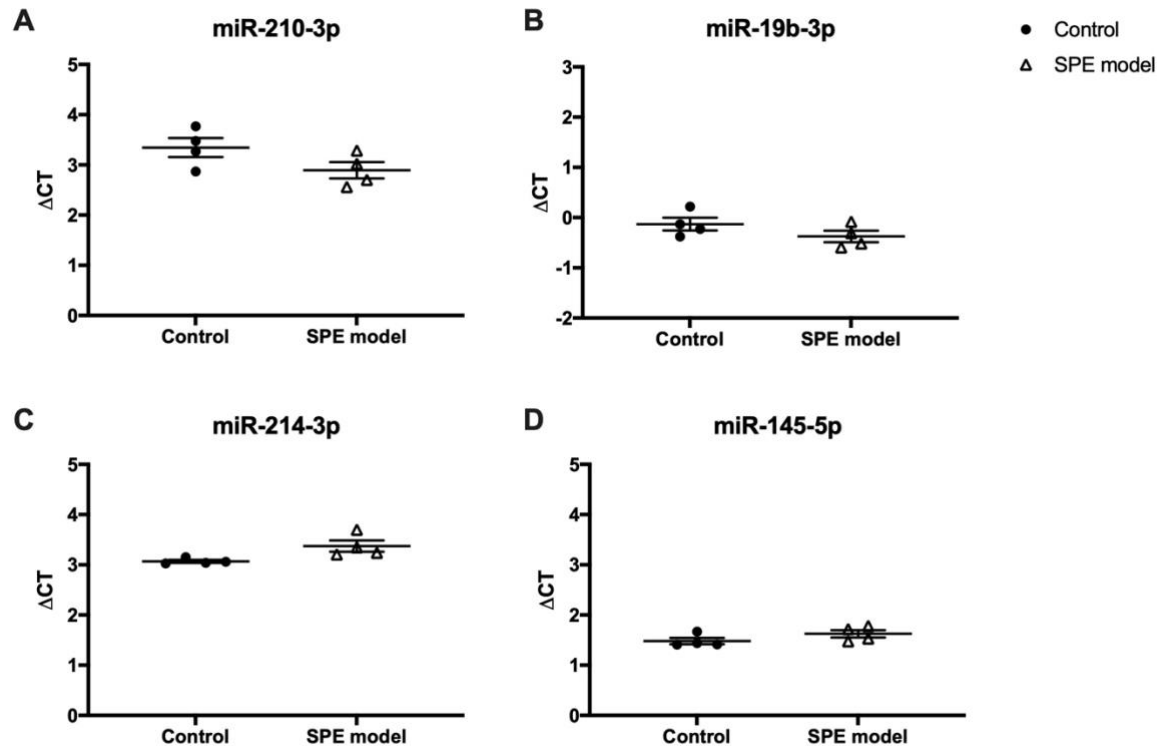 A
miR-210-3p
5
4
3
2
1
0
ΔCT
Control
SPE model
B
miR-19b-3p
3
2
1
0
-1
-2
ΔCT
Control
SPE model
Control
SPE model
C
miR-214-3p
5
4
3
2
1
0
ΔCT
Control
SPE model
D
miR-145-5p
5
4
3
2
1
0
ΔCT
Control
SPE model